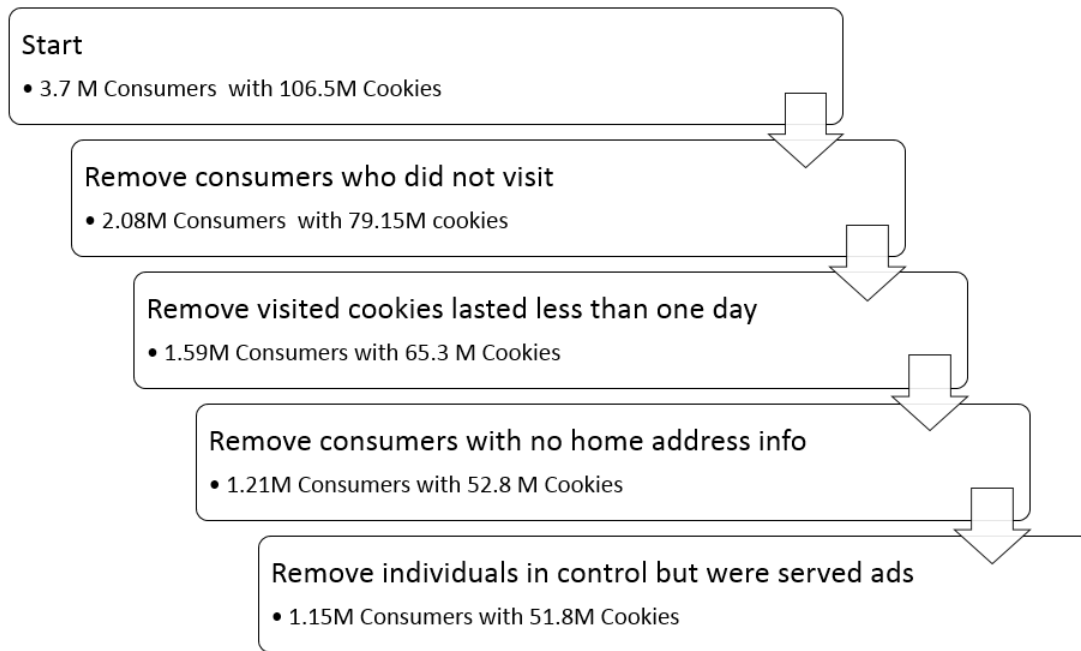 Start
• 3.7 M Consumers  with 106.5M Cookies
Remove consumers who did not visit
• 2.08M Consumers  with 79.15M cookies
Remove visited cookies lasted less than one day
• 1.59M Consumers with 65.3 M Cookies
Remove consumers with no home address info
• 1.21M Consumers with 52.8 M Cookies
Remove individuals in control but were served ads
• 1.15M Consumers with 51.8M Cookies